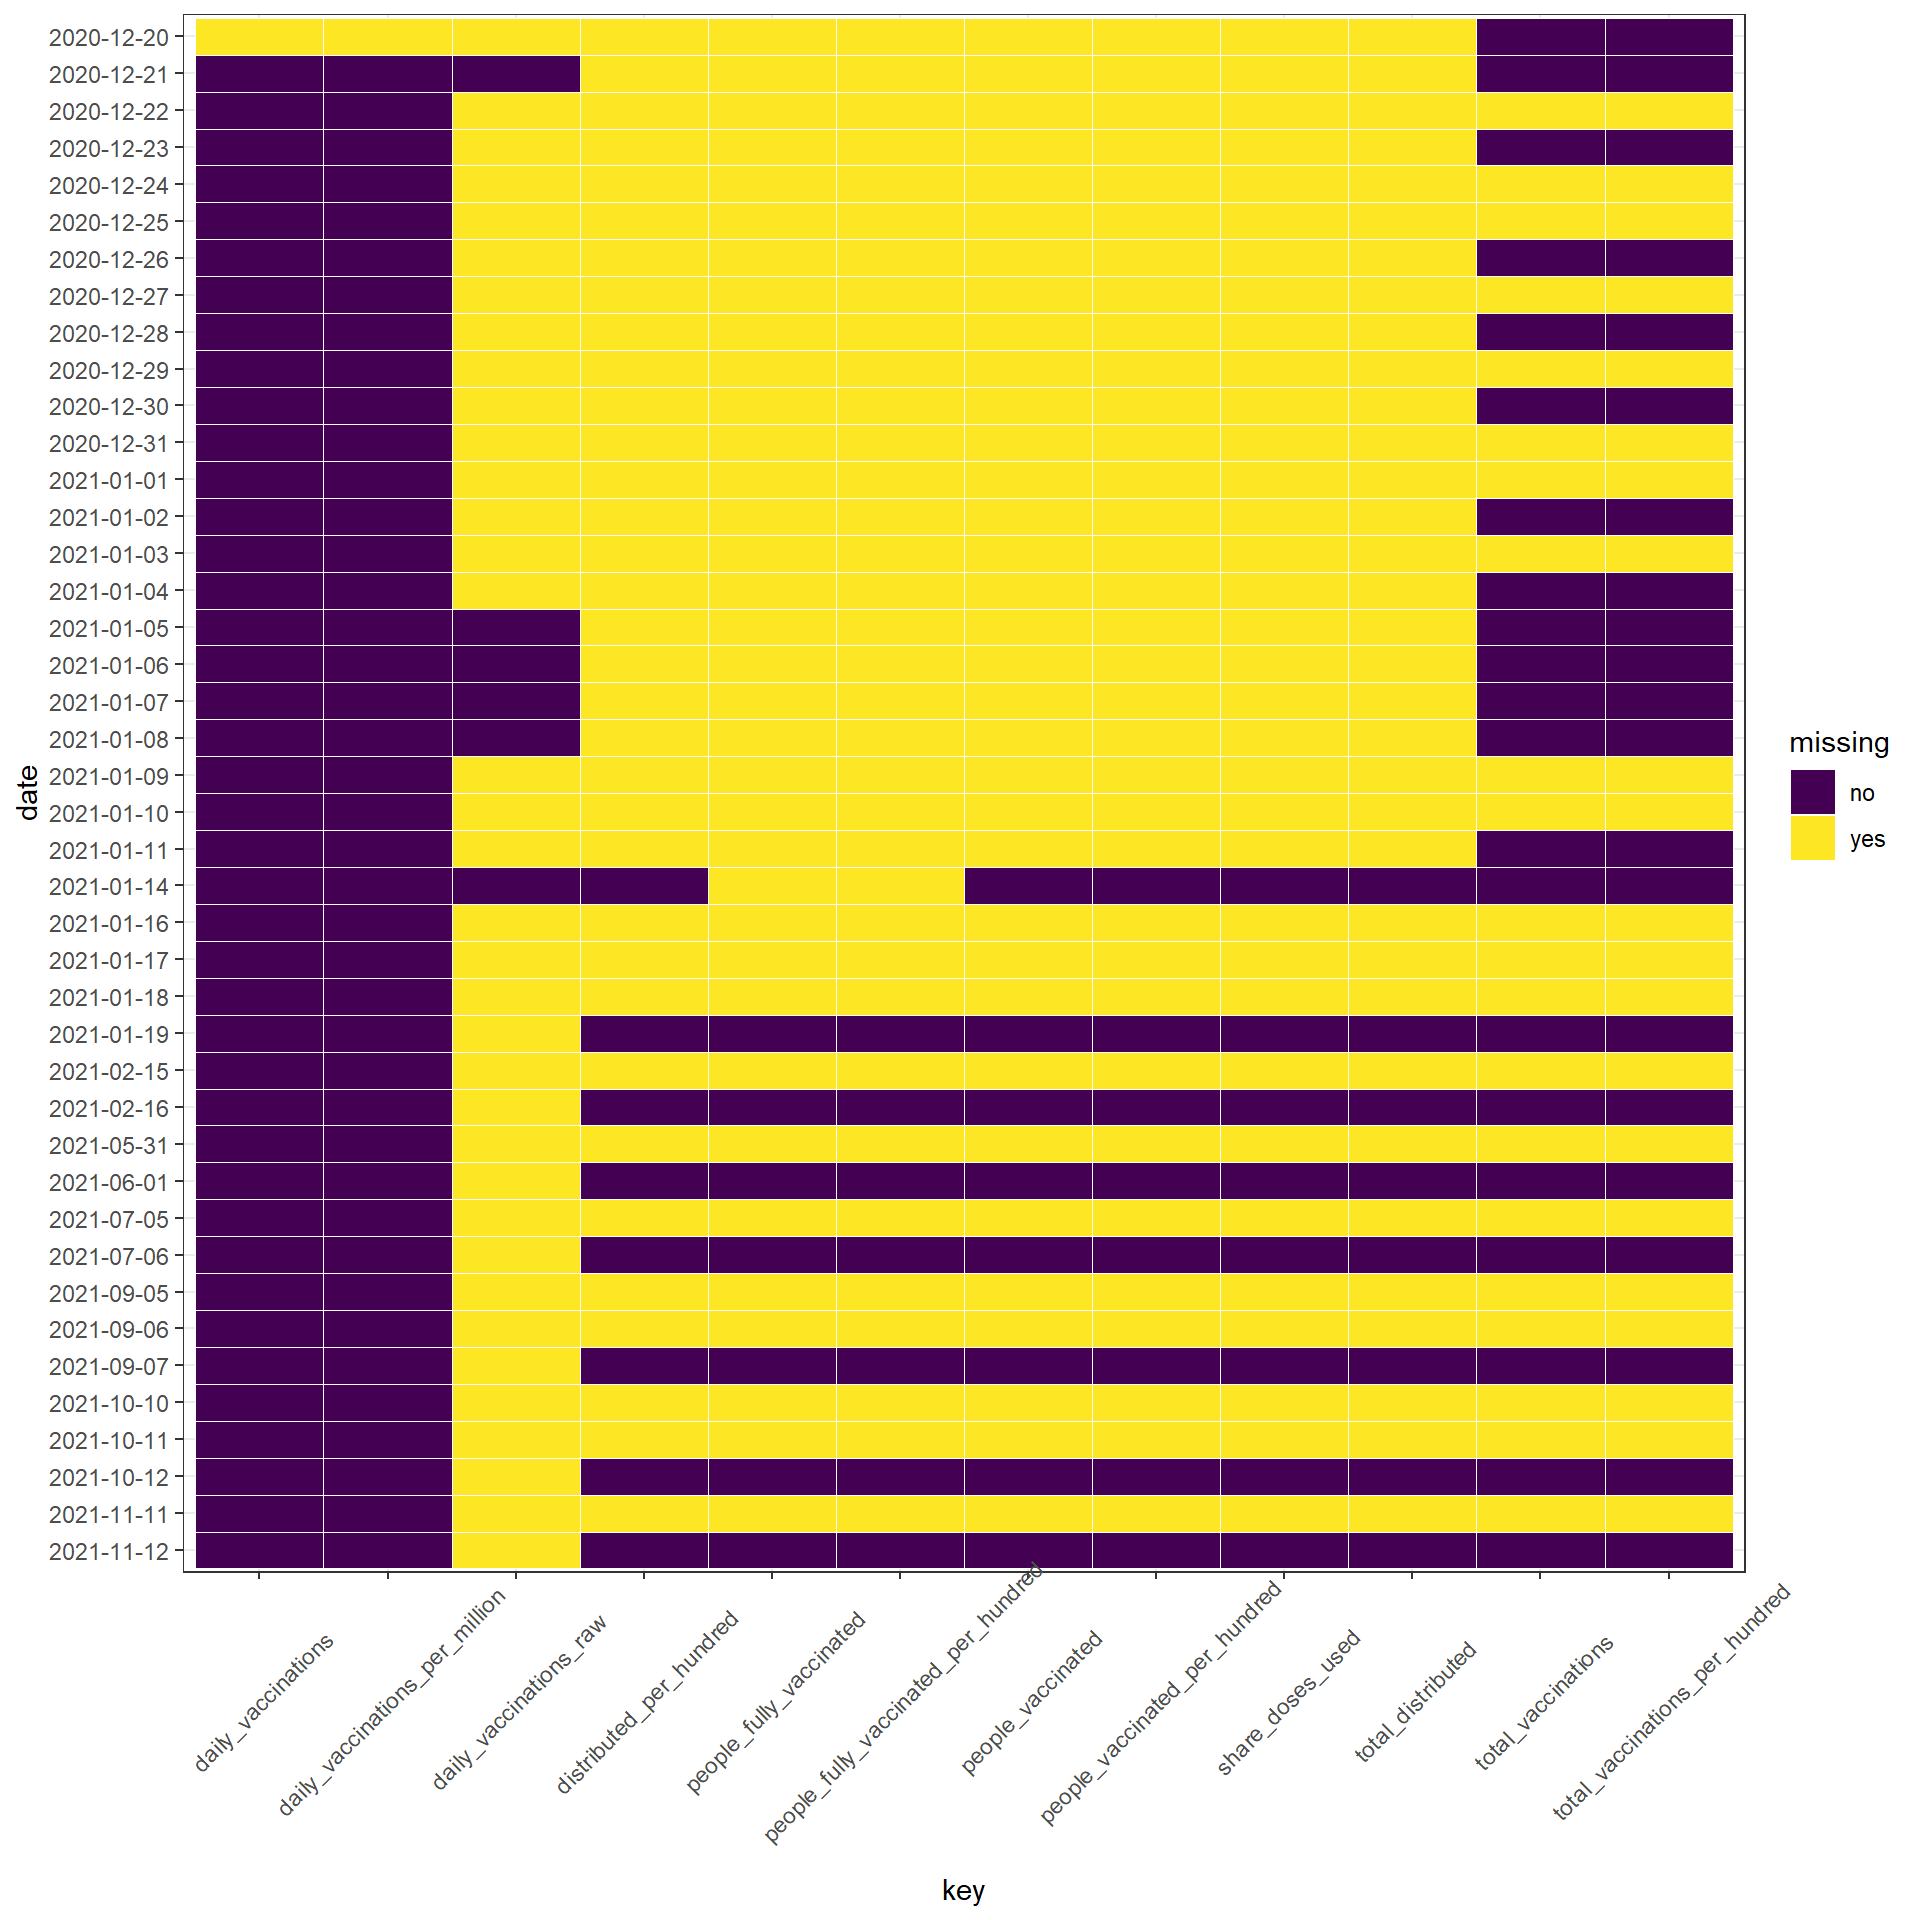 2020-12-20
2020-12-21
2020-12-22
2020-12-23
2020-12-24
2020-12-25
2020-12-26
2020-12-27
2020-12-28
2020-12-29
2020-12-30
2020-12-31
2021-01-01
2021-01-02
2021-01-03
2021-01-04
2021-01-05
2021-01-06
2021-01-07
2021-01-08
2021-01-09
2021-01-10
2021-01-11
2021-01-14
2021-01-16
2021-01-17
2021-01-18
2021-01-19
2021-02-15
2021-02-16
2021-05-31
2021-06-01
2021-07-05
2021-07-06
2021-09-05
2021-09-06
2021-09-07
2021-10-10
2021-10-11
2021-10-12
2021-11-11
2021-11-12
date
daily_vaccinations
daily_vaccinations_per_million
daily_vaccinations_raw
distributed_per_hundred
people_fully_vaccinated
people_fully_vaccinated_per_hundred
people_vaccinated
people_vaccinated_per_hundred
share_doses_used
total_distributed
total_vaccinations
total_vaccinations_per_hundred
key
missing
no
yes